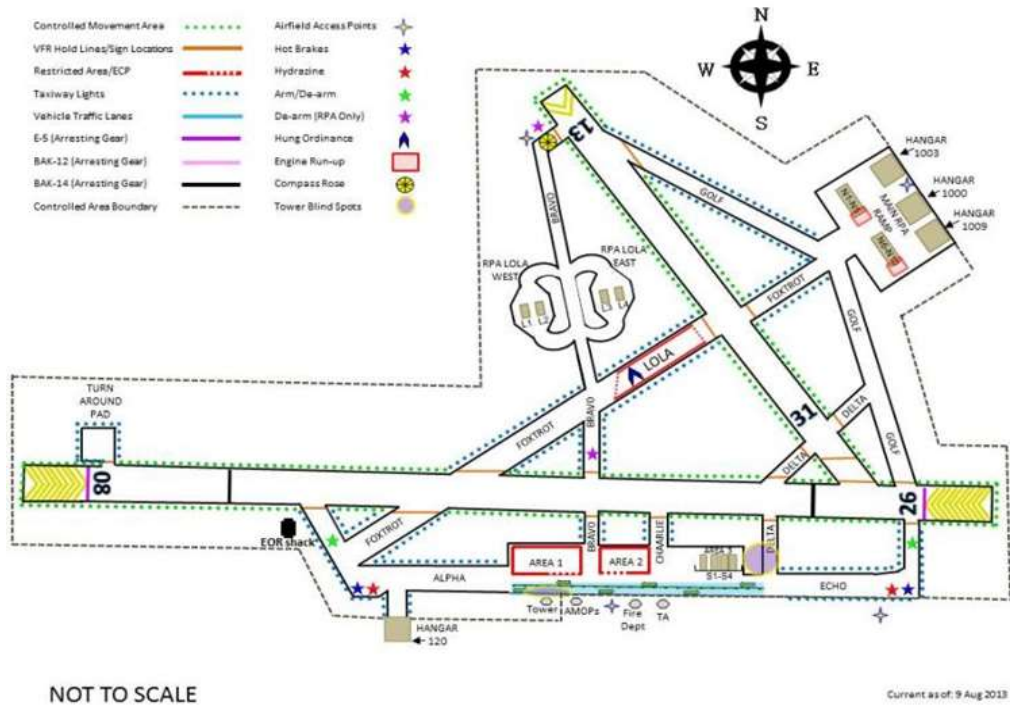 Controlled Movement Area
VFR Hold Lines/Sign Locations
Restricted Area/ECP
Taxiway Lights
Vehicle Traffic Lanes
E-5 (Arresting Gear)
BAK-12 (Arresting Gear)
BAK-14 (Arresting Gear)
Controlled Area Boundary
Airfield Access Points
Hot Brakes
Hydrazine
Arm/De-arm
De-arm (RPA Only)
Hung Ordinance
Engine Run-up
Compass Rose
Tower Blind Spots
N
W E
S
13
HANGAR
1003
HANGAR
1000
HANGAR
1009
MAIN RPA
RAMP
GOLF
BRAVO
RPA LOLA
WEST
RPA LOLA
EAST
L1 L2
L3 L4
FOXTROT
GOLF
LOLA
TURN
AROUND
PAD
FOXTROT
BRAVO
31
DELTA
DELTA
GOLF
08
26
EOR shack
FOXTROT
BRAVO
CHAARLIE
DELTA
ALPHA
AREA 1
AREA 2
AREA 3
S1-S4
ECHO
Tower
AMOPs
Fire
Dept
TA
HANGAR
120
NOT TO SCALE
Current as of: 9 Aug 2013